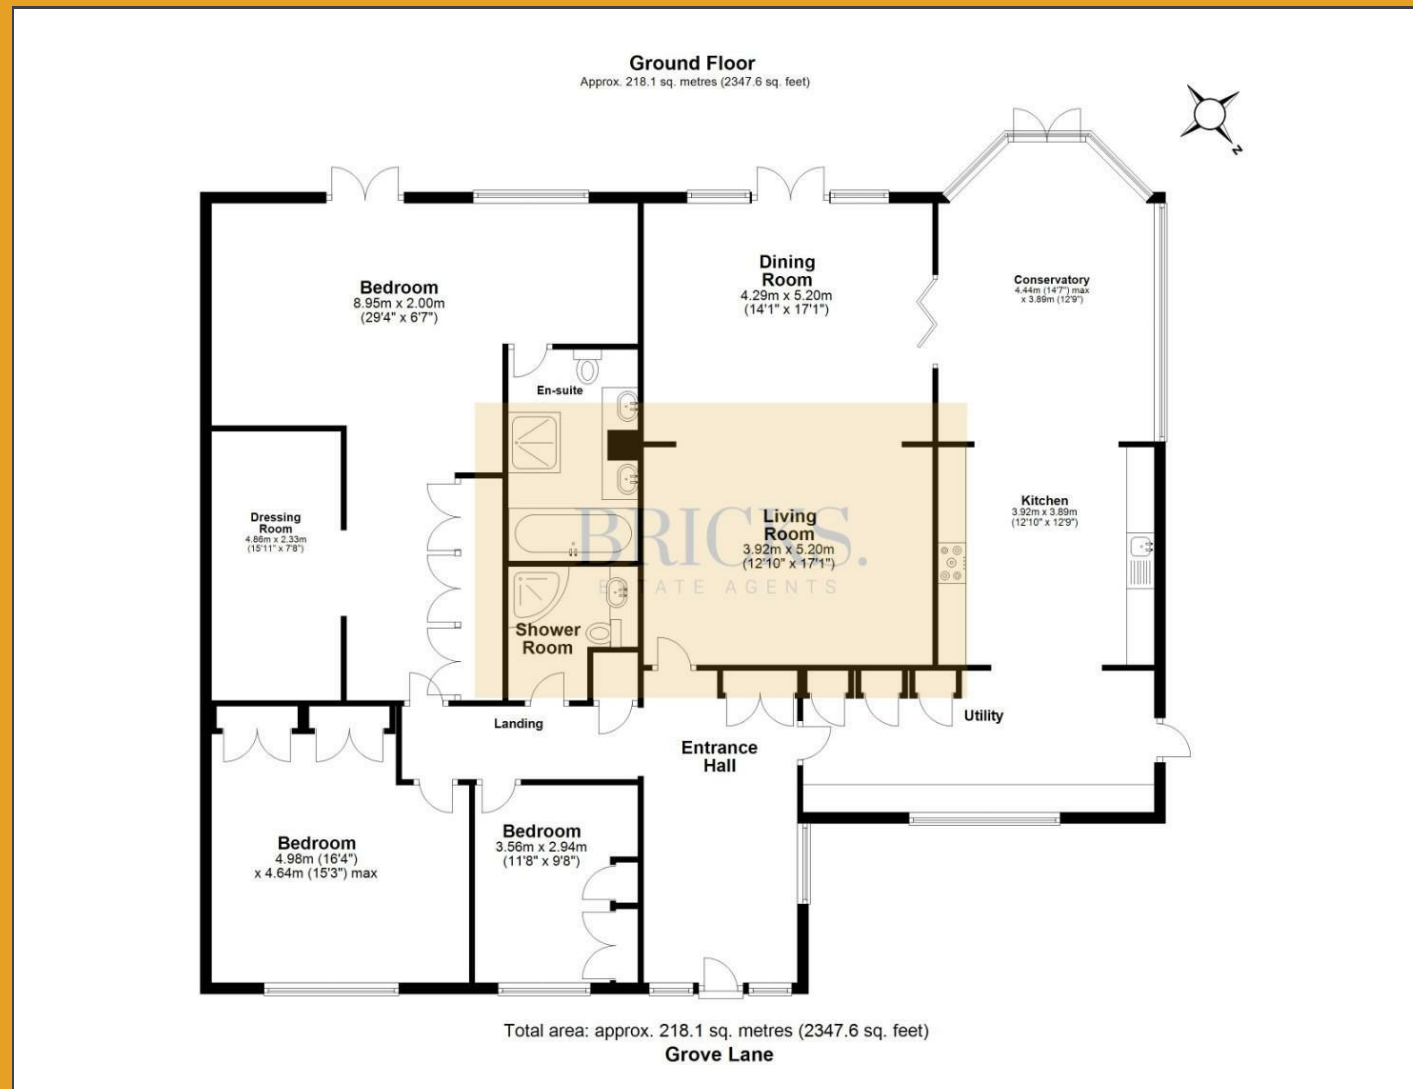 Ground Floor
Approx. 218.1 sq. metres (2347.6 sq. feet)
N
Bedroom
8.95m x 2.00m
(29'4" x 6'7")
Dining
Room
4.29m x 5.20m
(14'1" x 17'1")
Conservatory
4.44m (14'7") max
x 3.89m (12'9")
En-suite
Dressing
Room
4.86m x 2.33m
(15'11" x 7'8")
Living
Room
3.92m x 5.20m
(12'10" x 17'1")
Kitchen
3.92m x 3.89m
(12'10" x 12'9")
BRICKS.
ESTATE AGENTS
Shower
Room
Landing
Utility
Entrance
Hall
Bedroom
4.98m (16'4")
x 4.64m (15'3") max
Bedroom
3.56m x 2.94m
(11'8" x 9'8")
Total area: approx. 218.1 sq. metres (2347.6 sq. feet)
Grove Lane